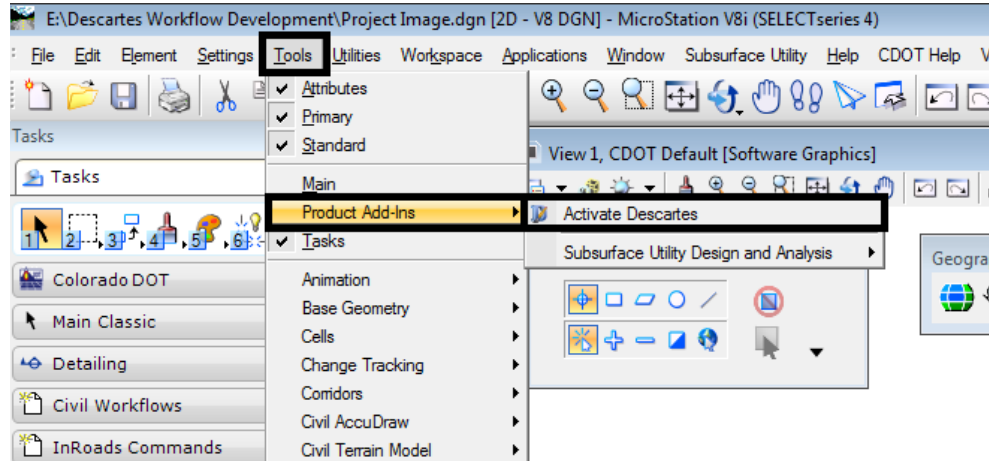 E:\Descartes Workflow Development\Project Image.dgn [2D - V8 DGN] - MicroStation V8i (SELECTseries 4)
File Edit Element Settings Tools Utilities Workspace Applications Window Subsurface Utility Help CDOT Help
Tasks
Tasks
1 2 3 4 5 6
Colorado DOT
Main Classic
Detailing
Civil Workflows
InRoads Commands
Attributes
Primary
Standard
Main
Product Add-Ins
Tasks
Animation
Base Geometry
Cells
Change Tracking
Corridors
Civil AccuDraw
Civil Terrain Model
View 1, CDOT Default [Software Graphics]
Activate Descartes
Subsurface Utility Design and Analysis
Geogra